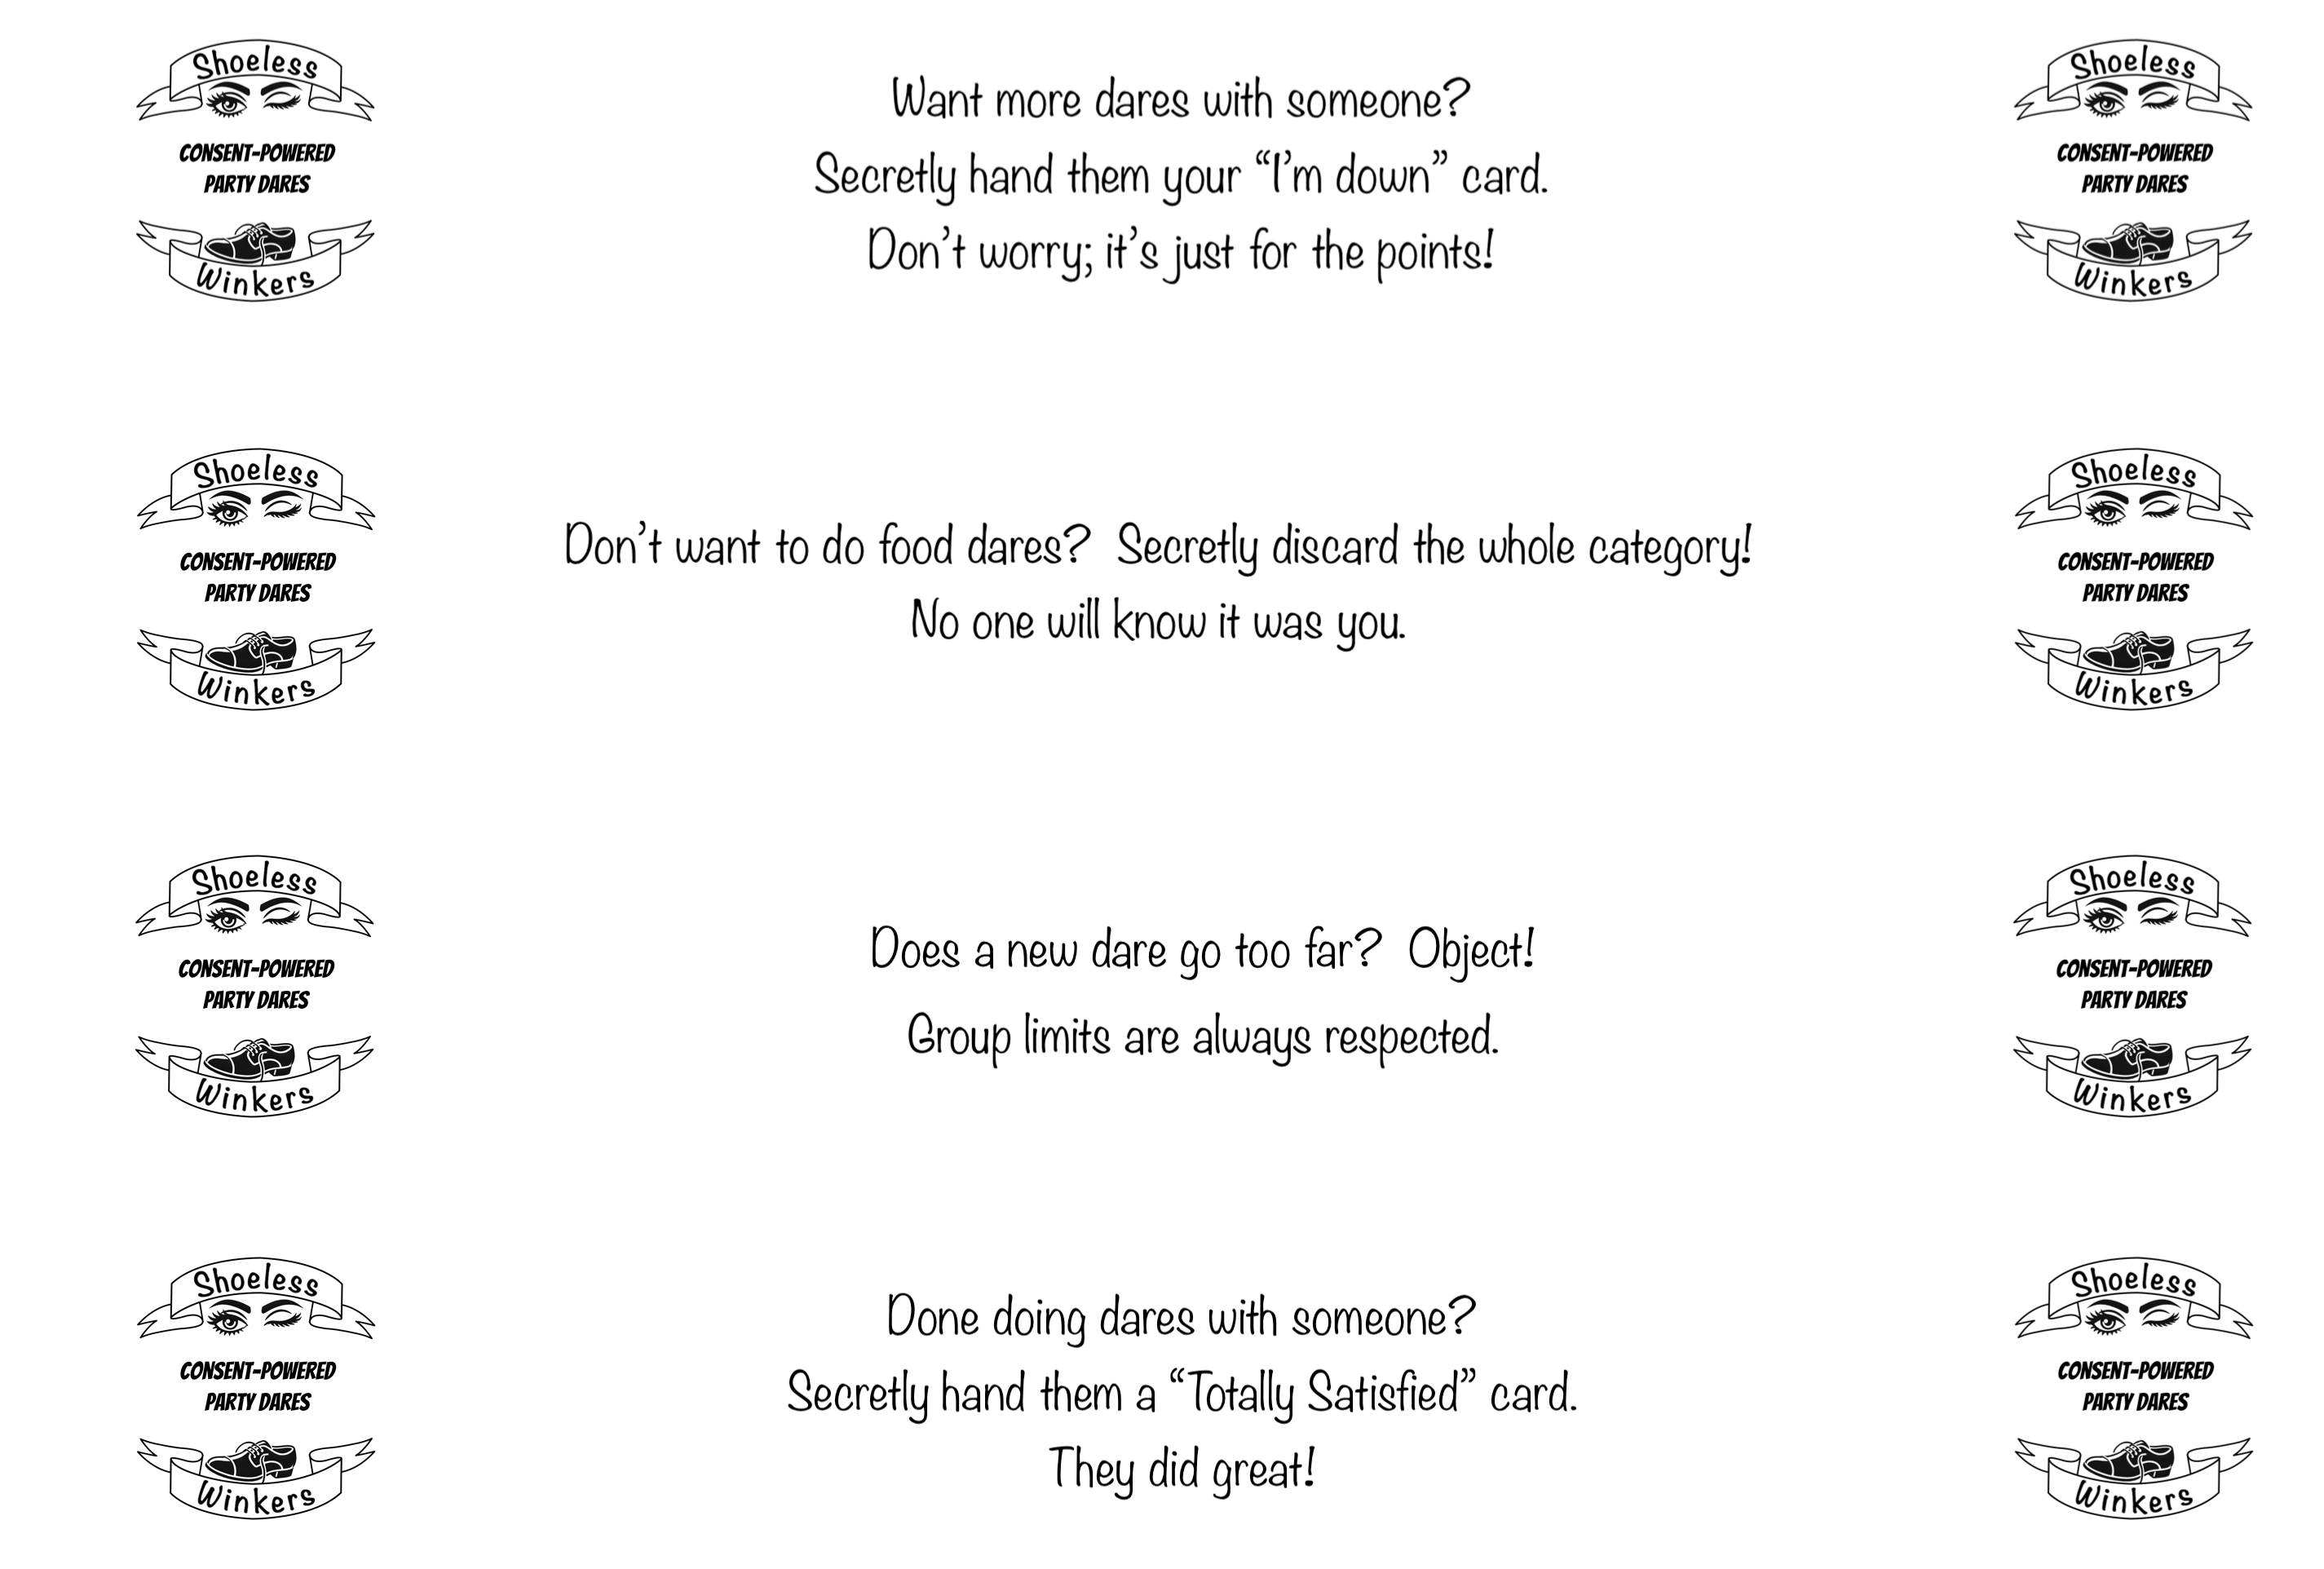 Shoeless
CONSENT-POWERED
PARTY DARES
Winkers
Want more dares with someone?
Secretly hand them your “I’m down” card.
Don’t worry; it’s just for the points!
Shoeless
CONSENT-POWERED
PARTY DARES
Winkers
Shoeless
CONSENT-POWERED
PARTY DARES
Winkers
Don’t want to do food dares?  Secretly discard the whole category!
No one will know it was you.
Shoeless
CONSENT-POWERED
PARTY DARES
Winkers
Shoeless
CONSENT-POWERED
PARTY DARES
Winkers
Does a new dare go too far?  Object!
Group limits are always respected.
Shoeless
CONSENT-POWERED
PARTY DARES
Winkers
Shoeless
CONSENT-POWERED
PARTY DARES
Winkers
Done doing dares with someone?
Secretly hand them a “Totally Satisfied” card.
They did great!
Shoeless
CONSENT-POWERED
PARTY DARES
Winkers